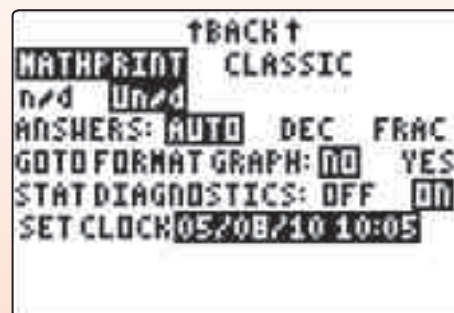 ↑BACK↑
MATHPRINT CLASSIC
n/d Un/d
ANSWERS: AUTO DEC FRAC
GOTO FORMAT GRAPH: NO YES
STAT DIAGNOSTICS: OFF ON
SET CLOCK 05/08/10 10:05